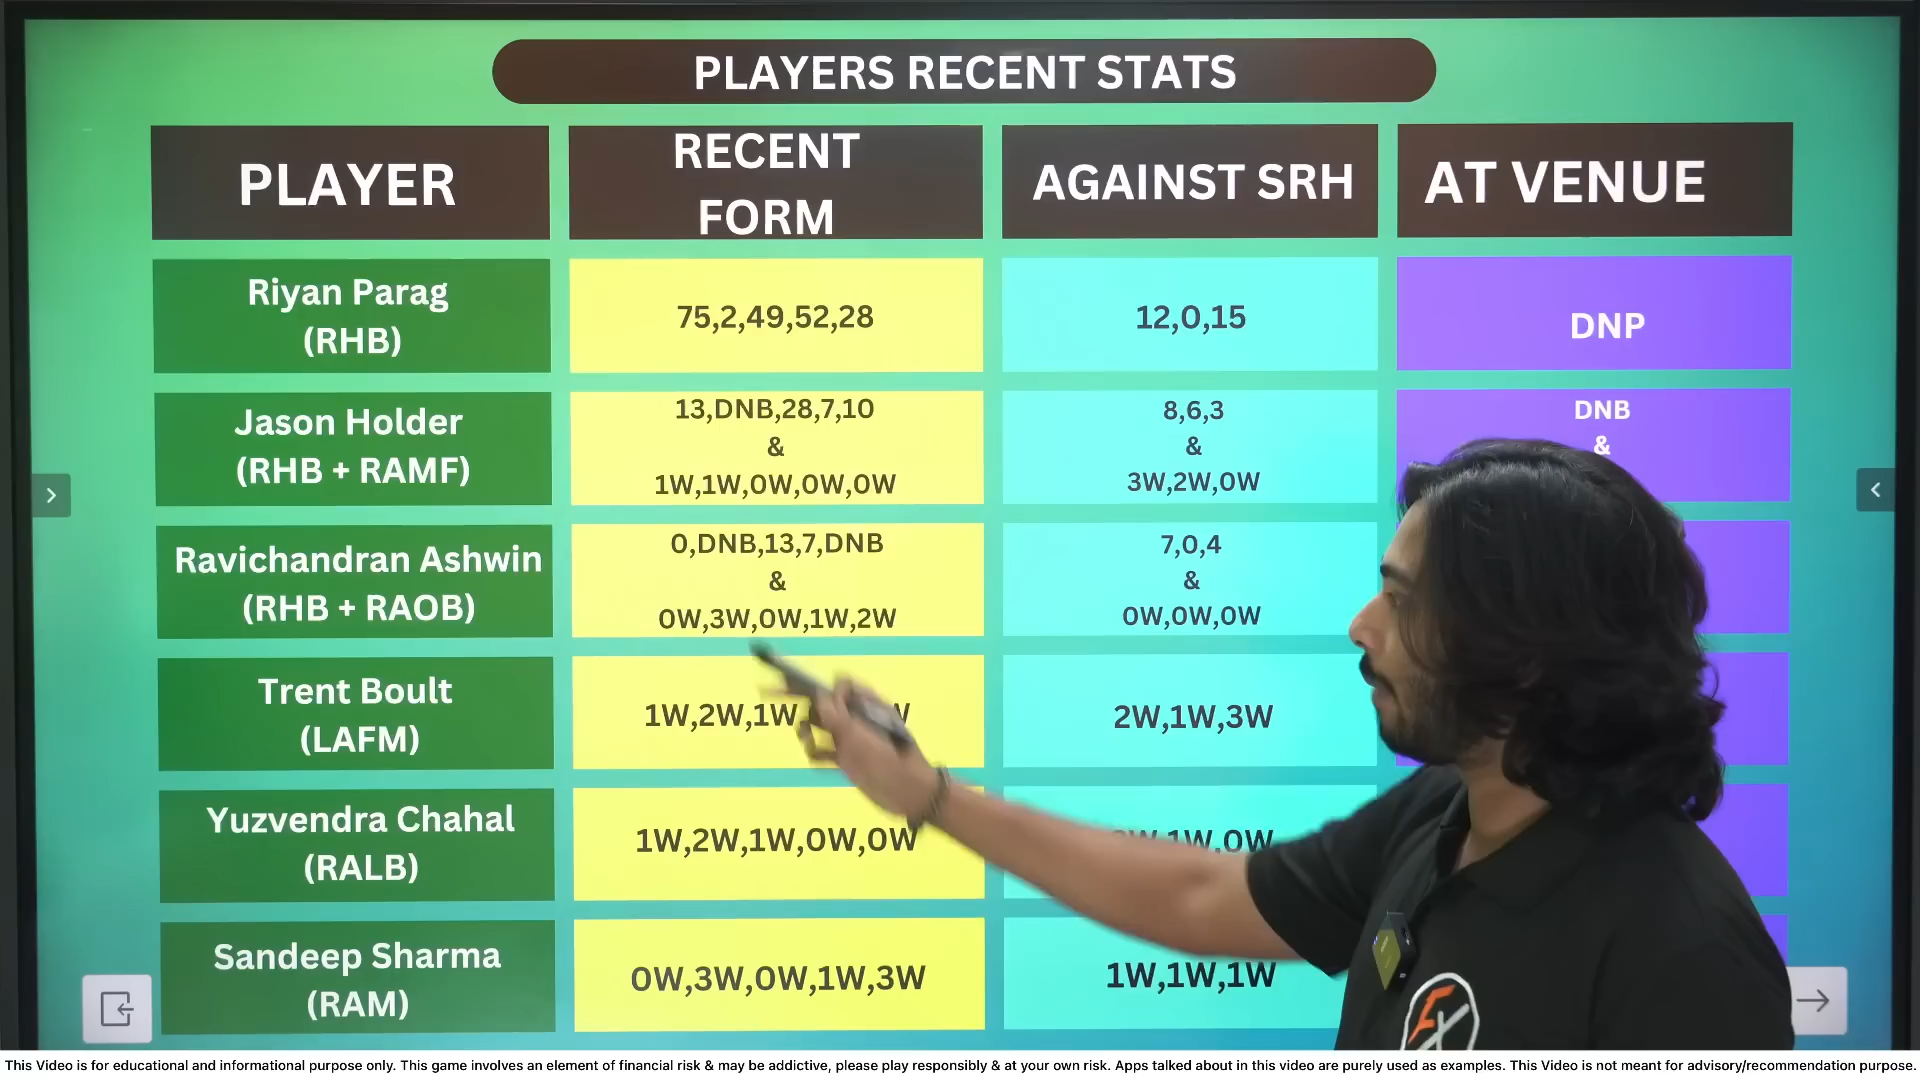 PLAYERS RECENT STATS
PLAYER
RECENT
FORM
AGAINST SRH
AT VENUE
Riyan Parag
(RHB)
75,2,49,52,28
12,0,15
DNP
Jason Holder
(RHB + RAMF)
13,DNB,28,7,10
&
1W,1W,0W,0W,0W
8,6,3
&
3W,2W,0W
DNB
&
Ravichandran Ashwin
(RHB + RAOB)
0,DNB,13,7,DNB
&
0W,3W,0W,1W,2W
7,0,4
&
0W,0W,0W
Trent Boult
(LAFM)
1W,2W,1W,
2W,1W,3W
Yuzvendra Chahal
(RALB)
1W,2W,1W,0W,0W
1W,0W
Sandeep Sharma
(RAM)
0W,3W,0W,1W,3W
1W,1W,1W
FX
This Video is for educational and informational purpose only. This game involves an element of financial risk & may be addictive, please play responsibly & at your own risk. Apps talked about in this video are purely used as examples. This Video is not meant for advisory/recommendation purpose.